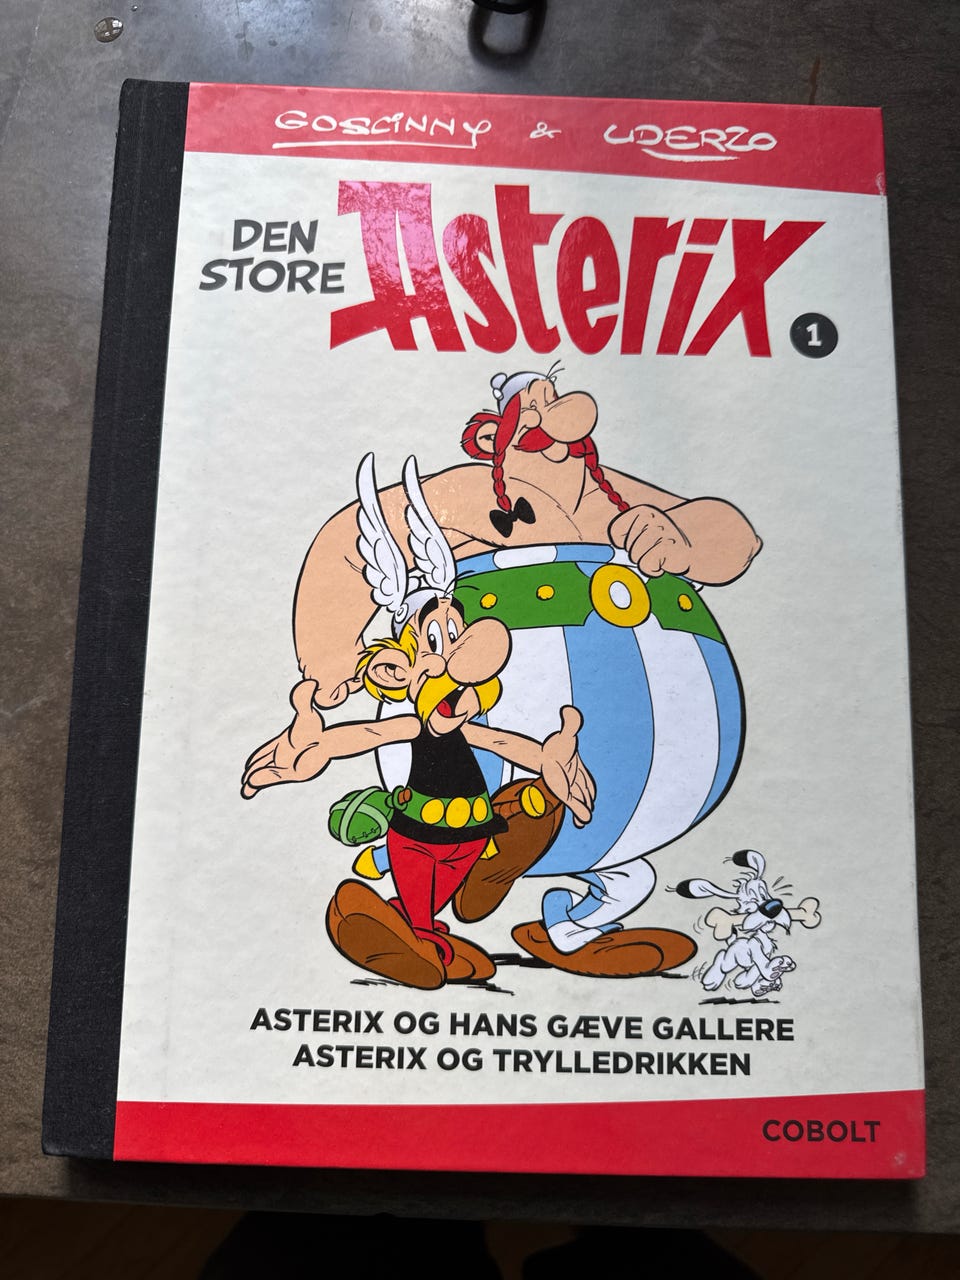 GOSCINNY & UDERZO
DEN
STORE
Asterix
1
ASTERIX OG HANS GÆVE GALLERE
ASTERIX OG TRYLLEDRIKKEN
COBOLT